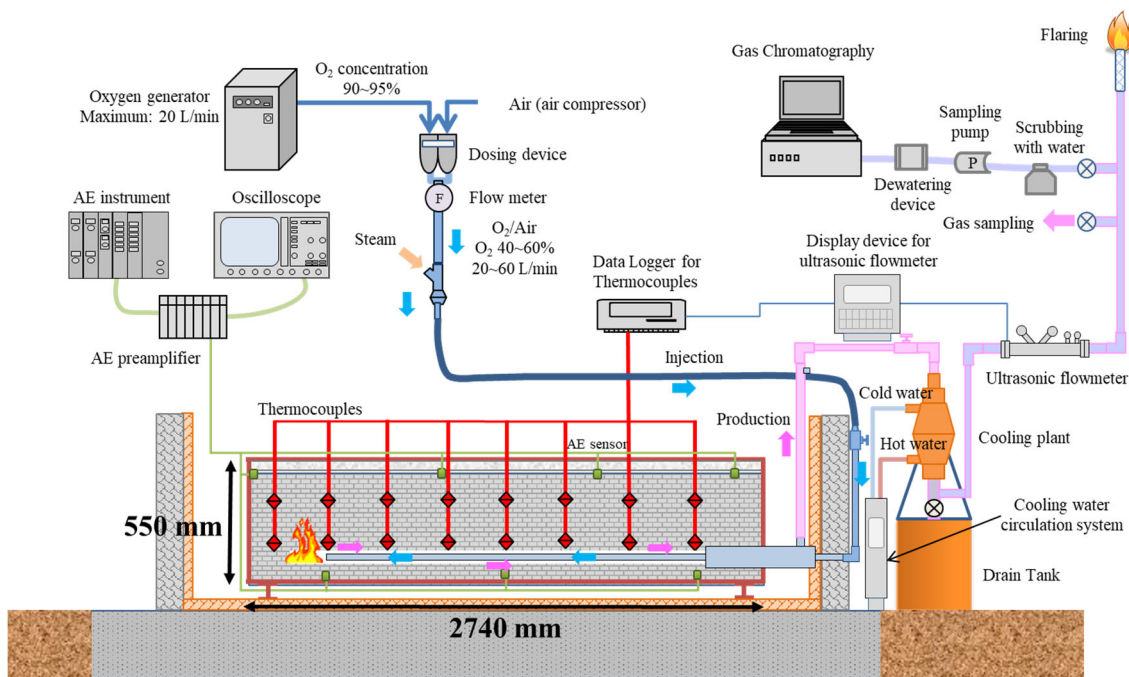 Flaring
Gas Chromatography
O₂ concentration
90~95%
Oxygen generator
Maximum: 20 L/min
Air (air compressor)
Sampling
pump
Scrubbing
with water
P
Dosing device
Dewatering
device
AE instrument
Oscilloscope
F
Flow meter
Gas sampling
O₂/Air
O₂ 40~60%
20~60 L/min
Steam
Display device for
ultrasonic flowmeter
Data Logger for
Thermocouples
AE preamplifier
Injection
Ultrasonic flowmeter
Cold water
Thermocouples
Production
AE sensor
Hot water
Cooling plant
550 mm
Cooling water
circulation system
Drain Tank
2740 mm